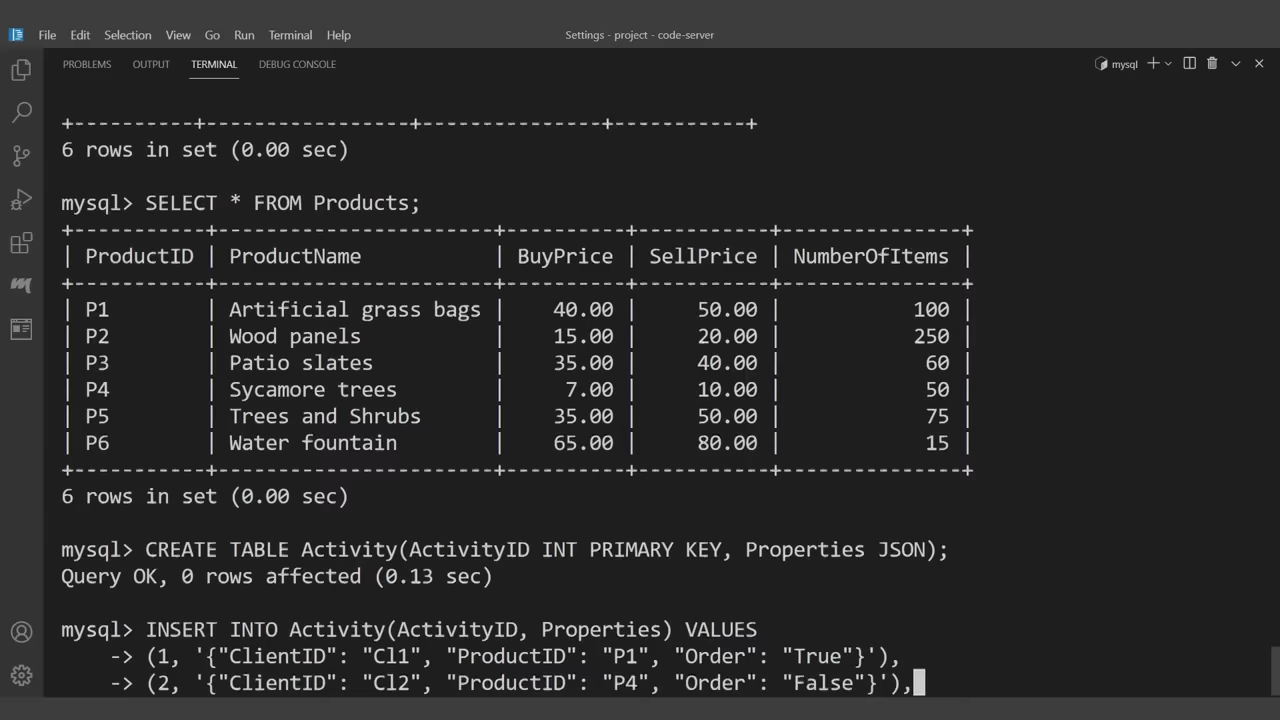 File Edit Selection View Go Run Terminal Help Settings - project - code-server
PROBLEMS OUTPUT TERMINAL DEBUG CONSOLE mysql
+----------+-----------------+---------------+-----------+
6 rows in set (0.00 sec)
mysql> SELECT * FROM Products;
+-----------+-----------------------+----------+-----------+---------------+
| ProductID | ProductName | BuyPrice | SellPrice | NumberOfItems |
+-----------+-----------------------+----------+-----------+---------------+
| P1 | Artificial grass bags | 40.00 | 50.00 | 100 |
| P2 | Wood panels | 15.00 | 20.00 | 250 |
| P3 | Patio slates | 35.00 | 40.00 | 60 |
| P4 | Sycamore trees | 7.00 | 10.00 | 50 |
| P5 | Trees and Shrubs | 35.00 | 50.00 | 75 |
| P6 | Water fountain | 65.00 | 80.00 | 15 |
+-----------+-----------------------+----------+-----------+---------------+
6 rows in set (0.00 sec)
mysql> CREATE TABLE Activity(ActivityID INT PRIMARY KEY, Properties JSON);
Query OK, 0 rows affected (0.13 sec)
mysql> INSERT INTO Activity(ActivityID, Properties) VALUES
-> (1, '{"ClientID": "Cl1", "ProductID": "P1", "Order": "True"}'),
-> (2, '{"ClientID": "Cl2", "ProductID": "P4", "Order": "False"}'),